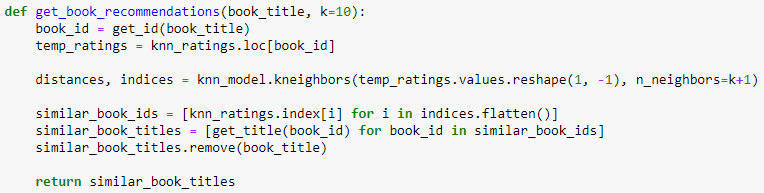 def get_book_recommendations(book_title, k=10):
    book_id = get_id(book_title)
    temp_ratings = knn_ratings.loc[book_id]
    distances, indices = knn_model.kneighbors(temp_ratings.values.reshape(1, -1), n_neighbors=k+1)
    similar_book_ids = [knn_ratings.index[i] for i in indices.flatten()]
    similar_book_titles = [get_title(book_id) for book_id in similar_book_ids]
    similar_book_titles.remove(book_title)
    return similar_book_titles